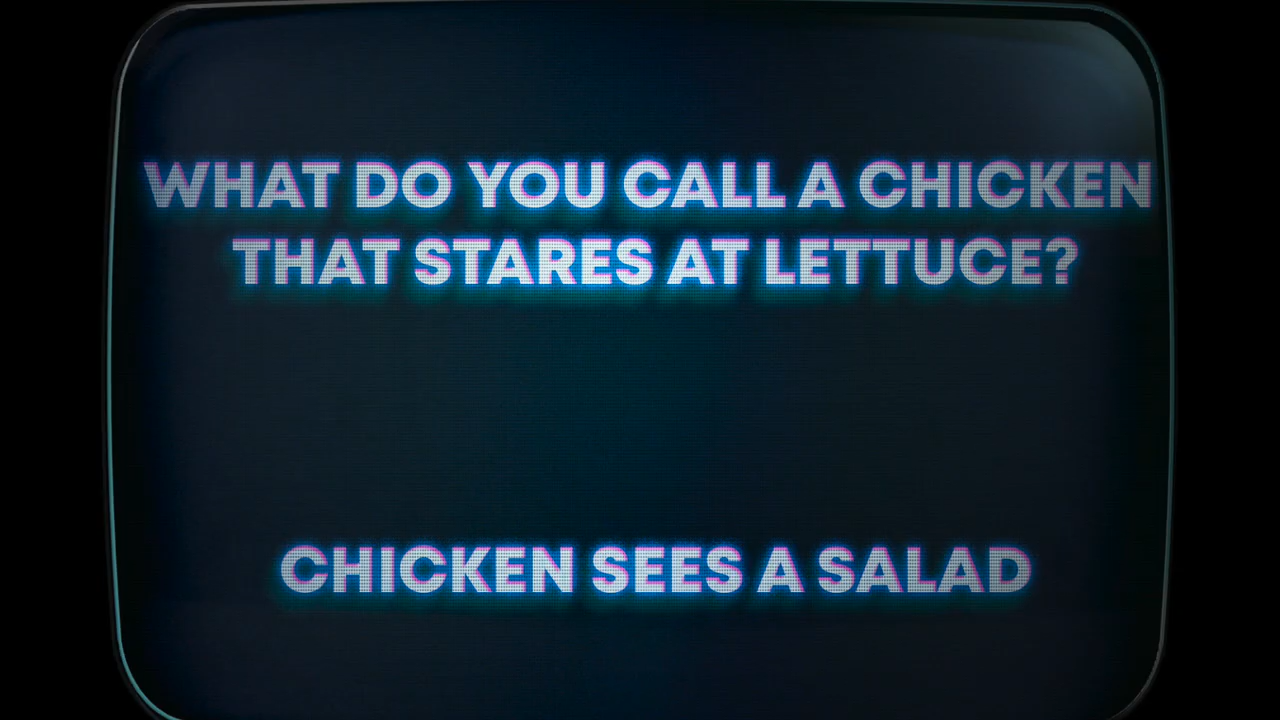 WHAT DO YOU CALL A CHICKEN
THAT STARES AT LETTUCE?
CHICKEN SEES A SALAD